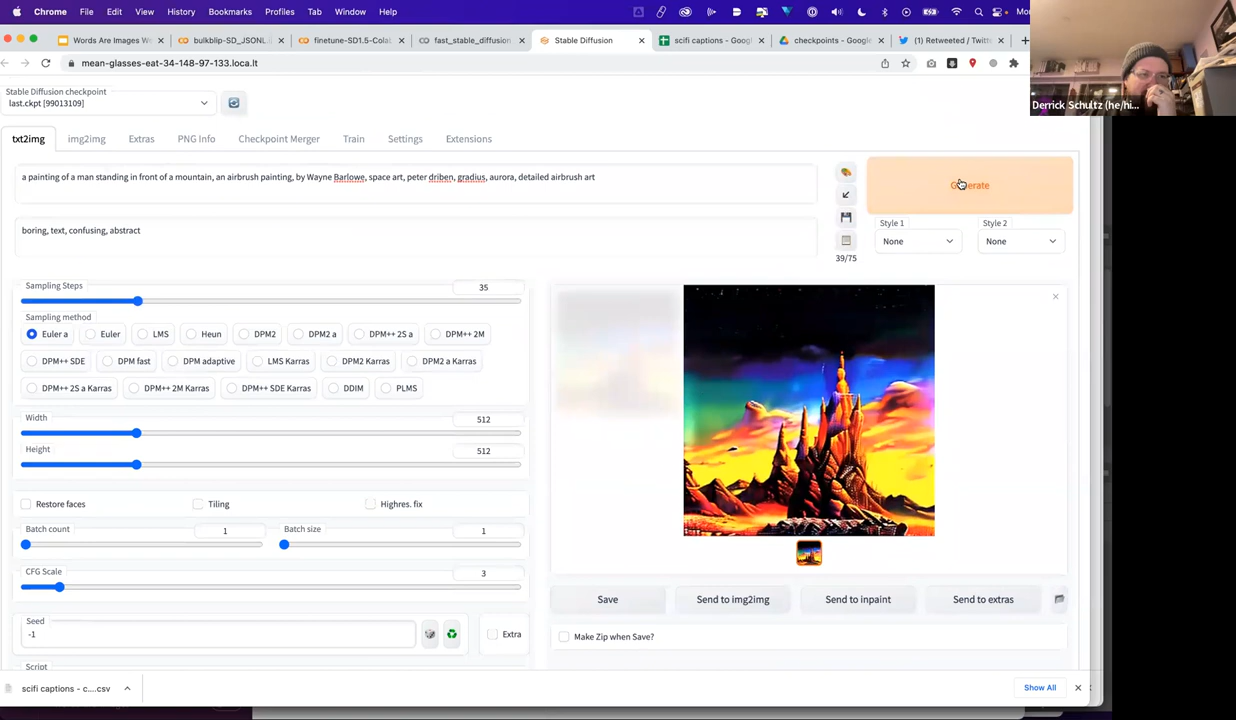 Chrome File Edit View History Bookmarks Profiles Tab Window Help
Words Are Images W
bulkblip-SD_JSONL.i
finetune-SD1.5-Colab
fast_stable_diffusion
Stable Diffusion
scifi captions - Goog
checkpoints - Google
(1) Retweeted / Twitt
mean-glasses-eat-34-148-97-133.loca.lt
Derrick Schultz (he/hi...
Stable Diffusion checkpoint
last.ckpt [99013109]
txt2img img2img Extras PNG Info Checkpoint Merger Train Settings Extensions
a painting of a man standing in front of a mountain, an airbrush painting, by Wayne Barlowe, space art, peter driben, gradius, aurora, detailed airbrush art
Generate
boring, text, confusing, abstract
Style 1 Style 2
None None
39/75
Sampling Steps 35
Sampling method
Euler a Euler LMS Heun DPM2 DPM2 a DPM++ 2S a DPM++ 2M
DPM++ SDE DPM fast DPM adaptive LMS Karras DPM2 Karras DPM2 a Karras
DPM++ 2S a Karras DPM++ 2M Karras DPM++ SDE Karras DDIM PLMS
Width 512
Height 512
Restore faces Tiling Highres. fix
Batch count 1 Batch size 1
CFG Scale 3
Seed
-1
Extra
Script
Save Send to img2img Send to inpaint Send to extras
Make Zip when Save?
scifi captions - c....csv
Show All